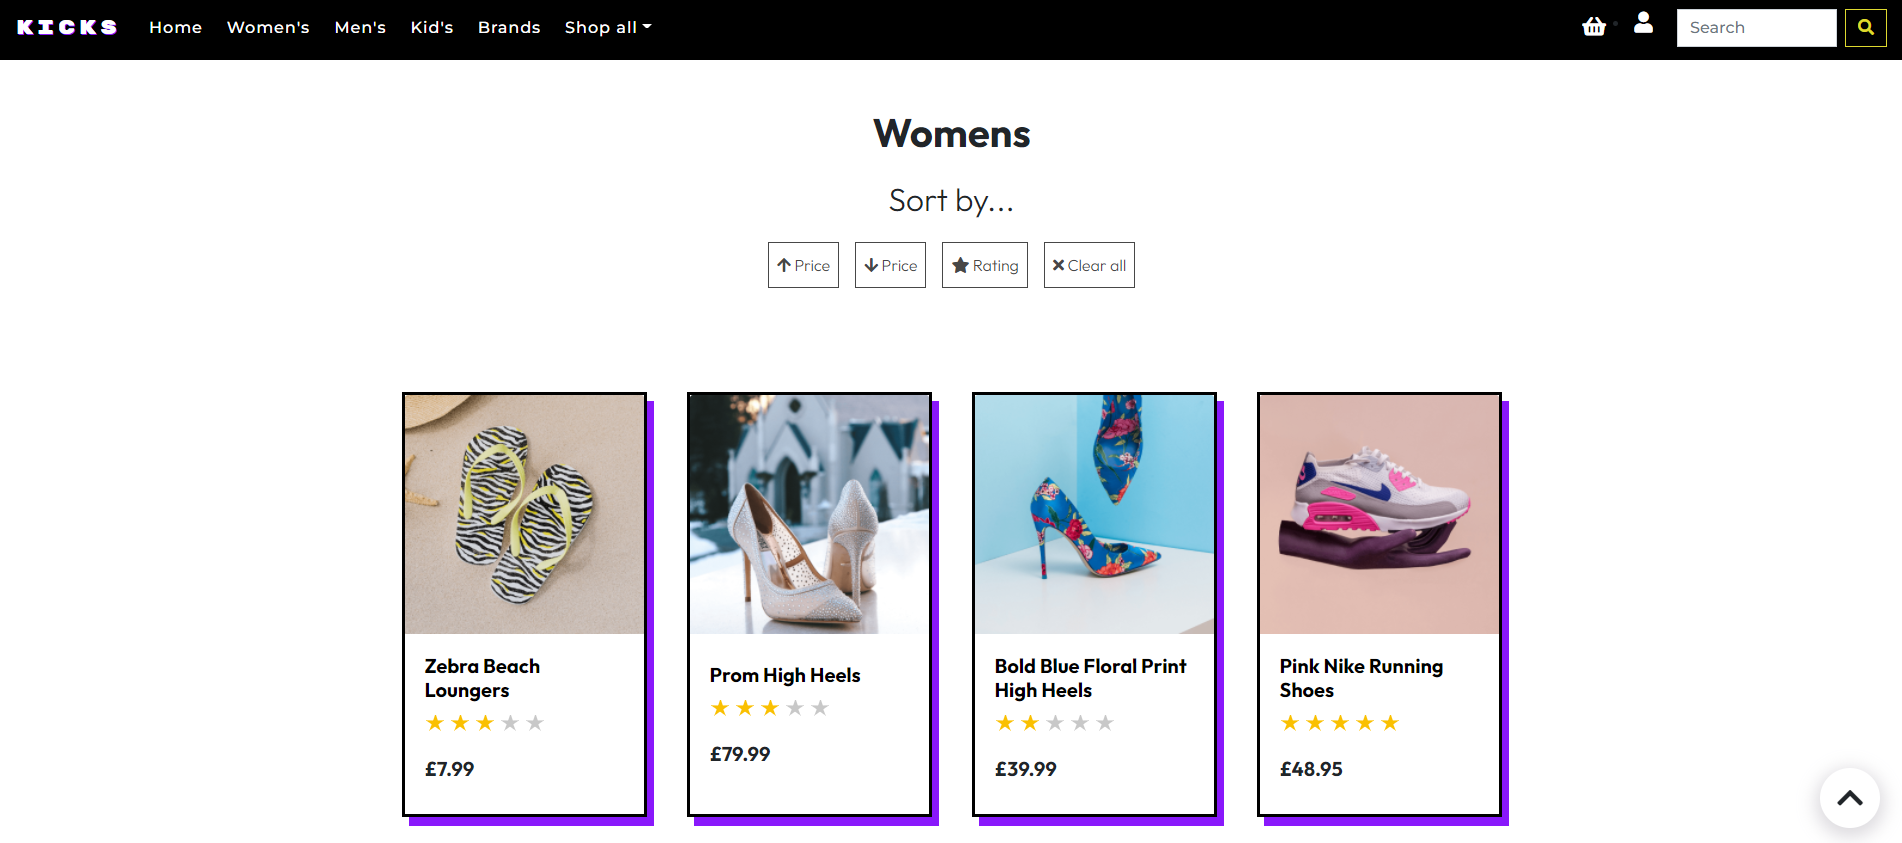 KICKS Home Women's Men's Kid's Brands Shop all Search
Womens
Sort by...
Price Price Rating Clear all
Zebra Beach
Loungers
£7.99
Prom High Heels
£79.99
Bold Blue Floral Print
High Heels
£39.99
Pink Nike Running
Shoes
£48.95